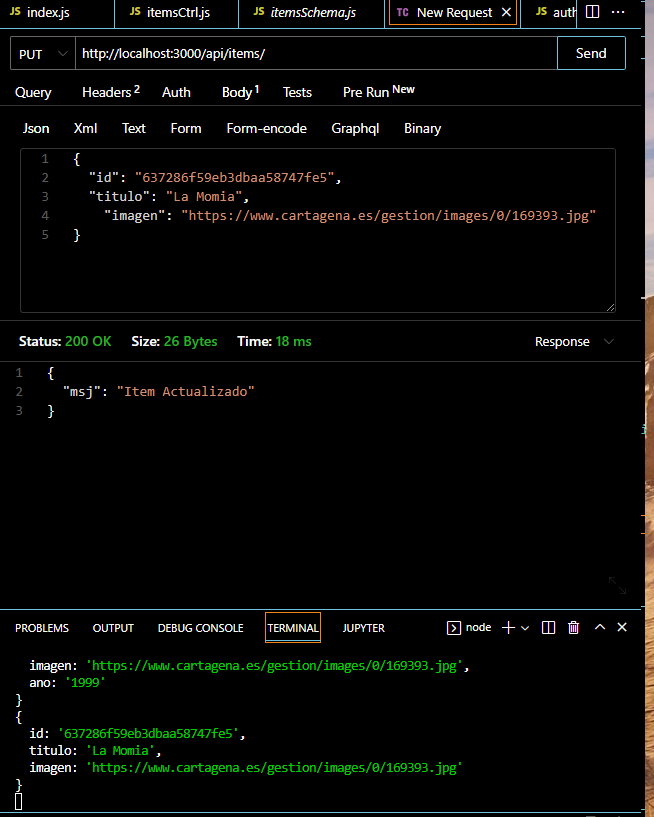 JS index.js JS itemsCtrl.js JS itemsSchema.js TC New Request JS auth
PUT http://localhost:3000/api/items/ Send
Query Headers 2 Auth Body 1 Tests Pre Run New
Json Xml Text Form Form-encode Graphql Binary
1 {
2 "id": "637286f59eb3dbaa58747fe5",
3 "titulo": "La Momia",
4 "imagen": "https://www.cartagena.es/gestion/images/0/169393.jpg"
5 }
Status: 200 OK Size: 26 Bytes Time: 18 ms Response
1 {
2 "msj": "Item Actualizado"
3 }
PROBLEMS OUTPUT DEBUG CONSOLE TERMINAL JUPYTER node
imagen: 'https://www.cartagena.es/gestion/images/0/169393.jpg',
ano: '1999'
}
{
id: '637286f59eb3dbaa58747fe5',
titulo: 'La Momia',
imagen: 'https://www.cartagena.es/gestion/images/0/169393.jpg'
}